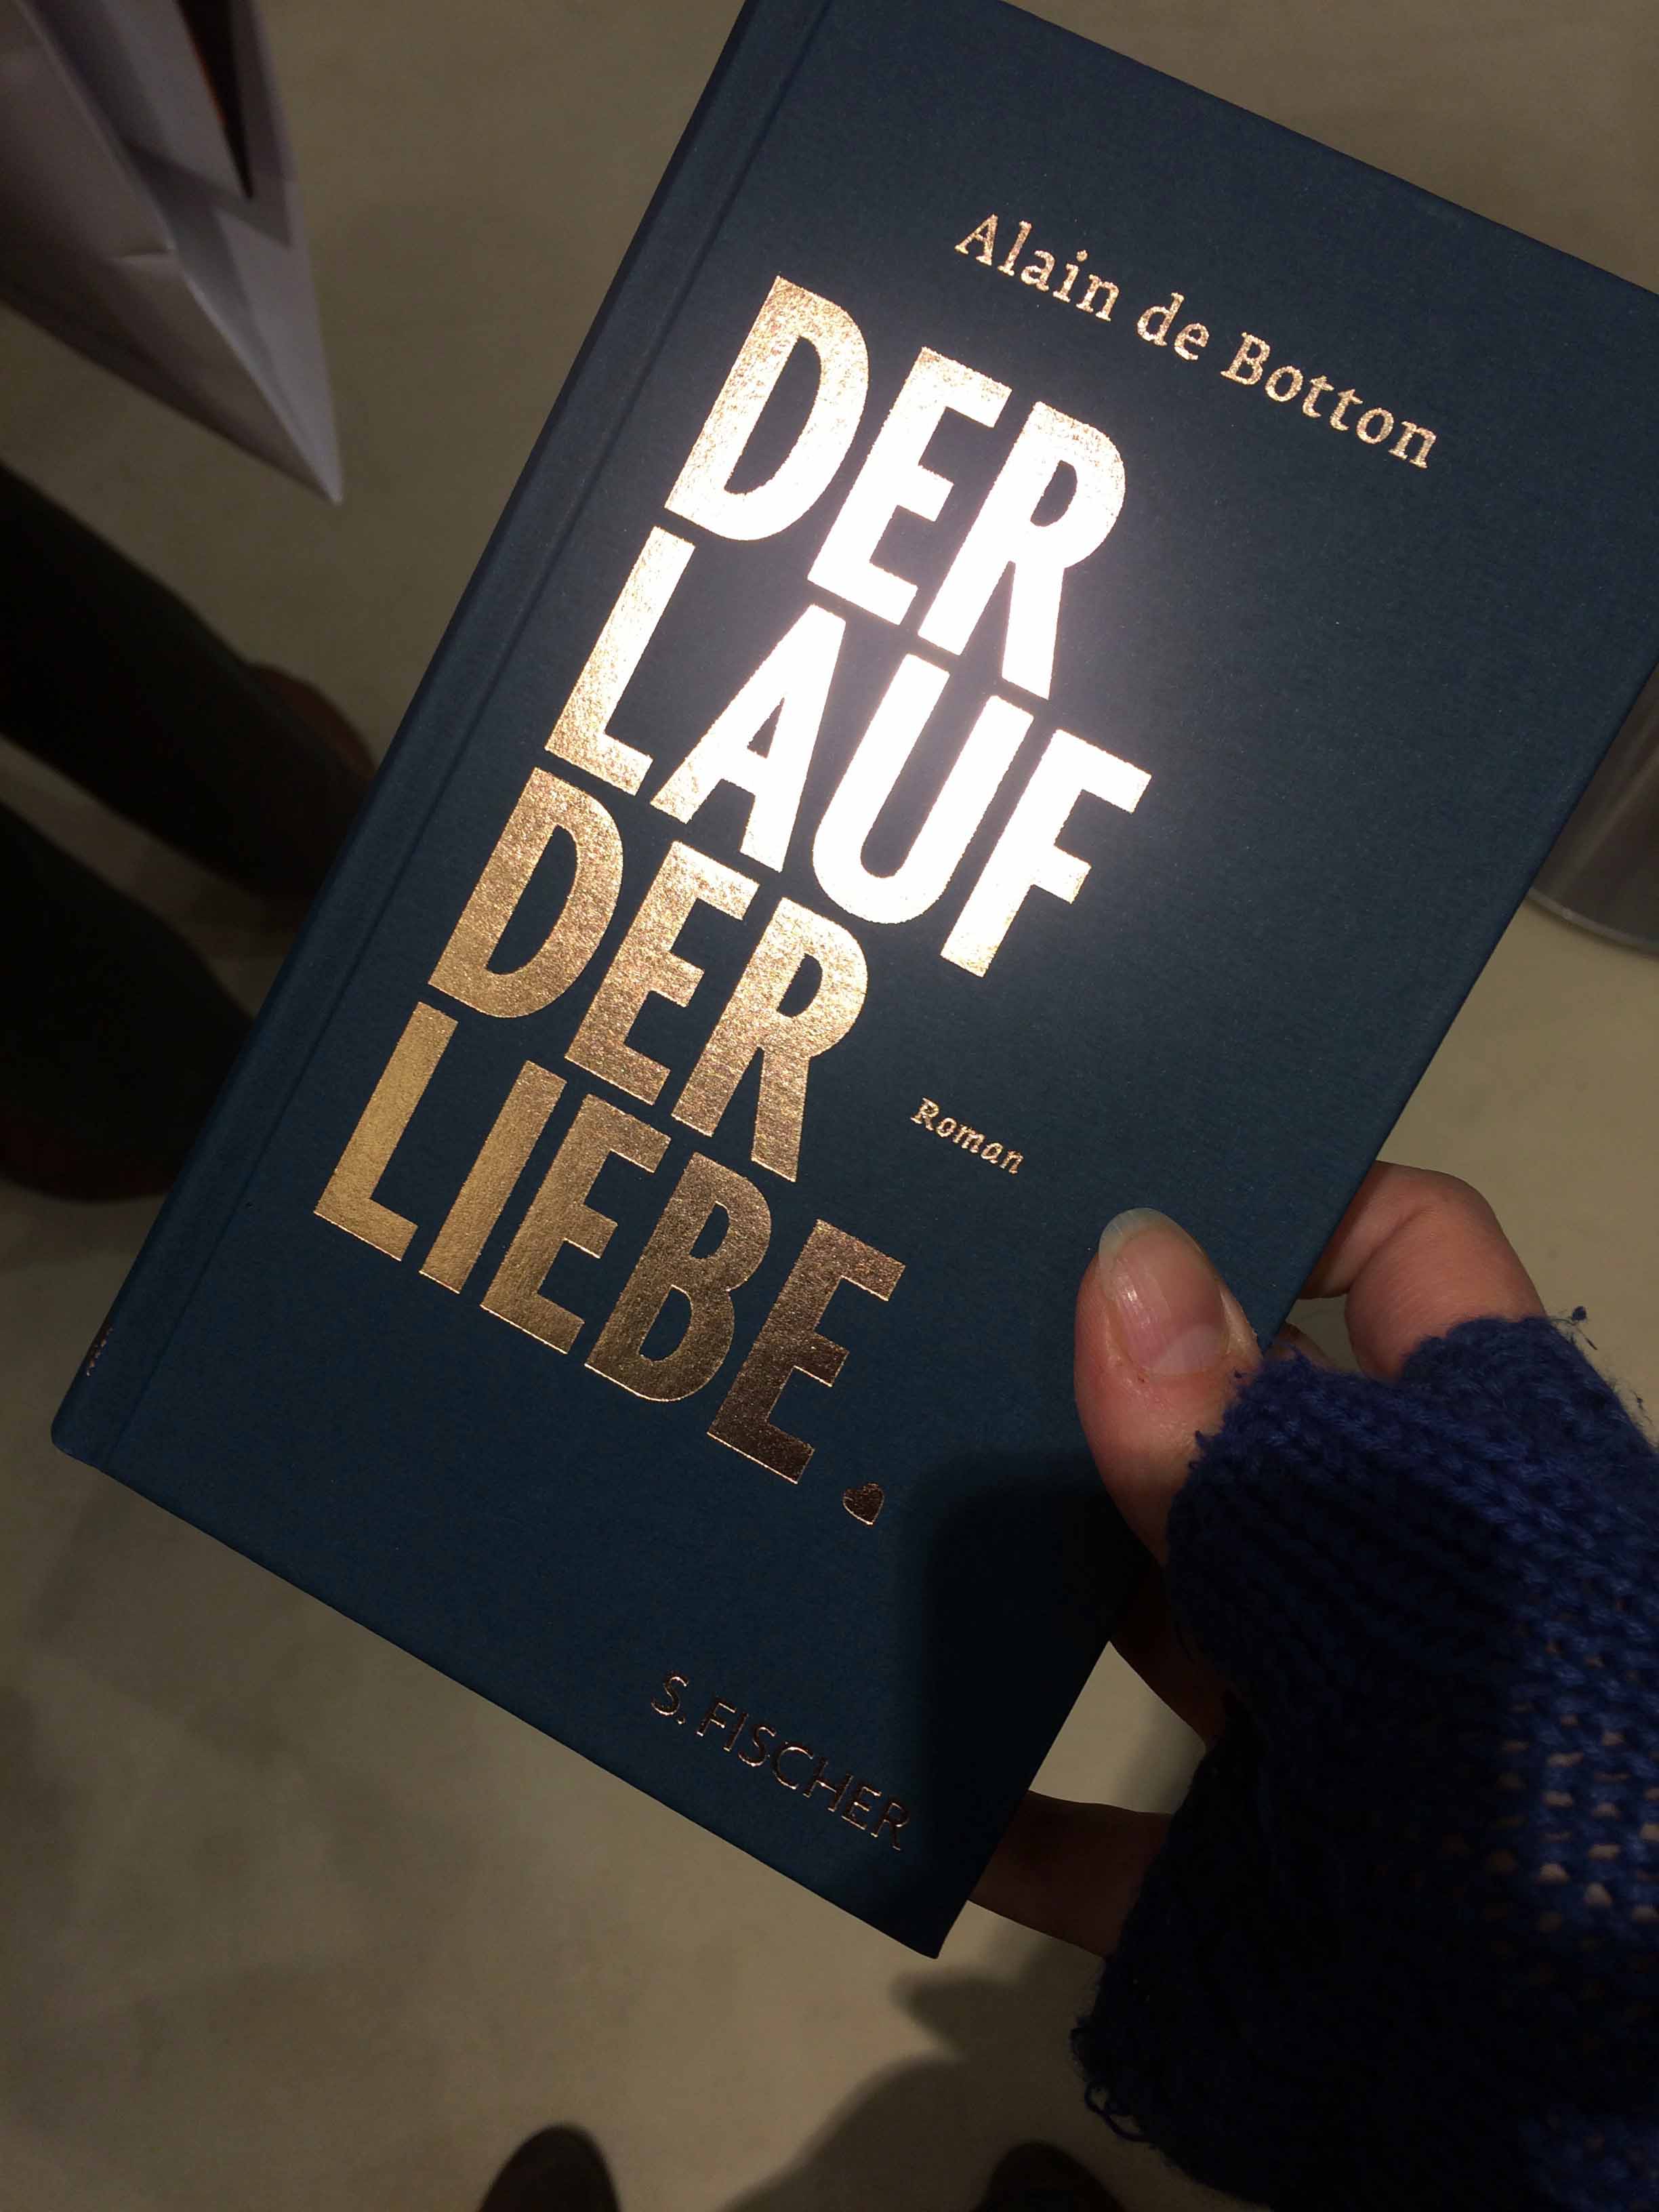 Alain de Botton
DER
LAUF
DER
LIEBE.
Roman
S. FISCHER